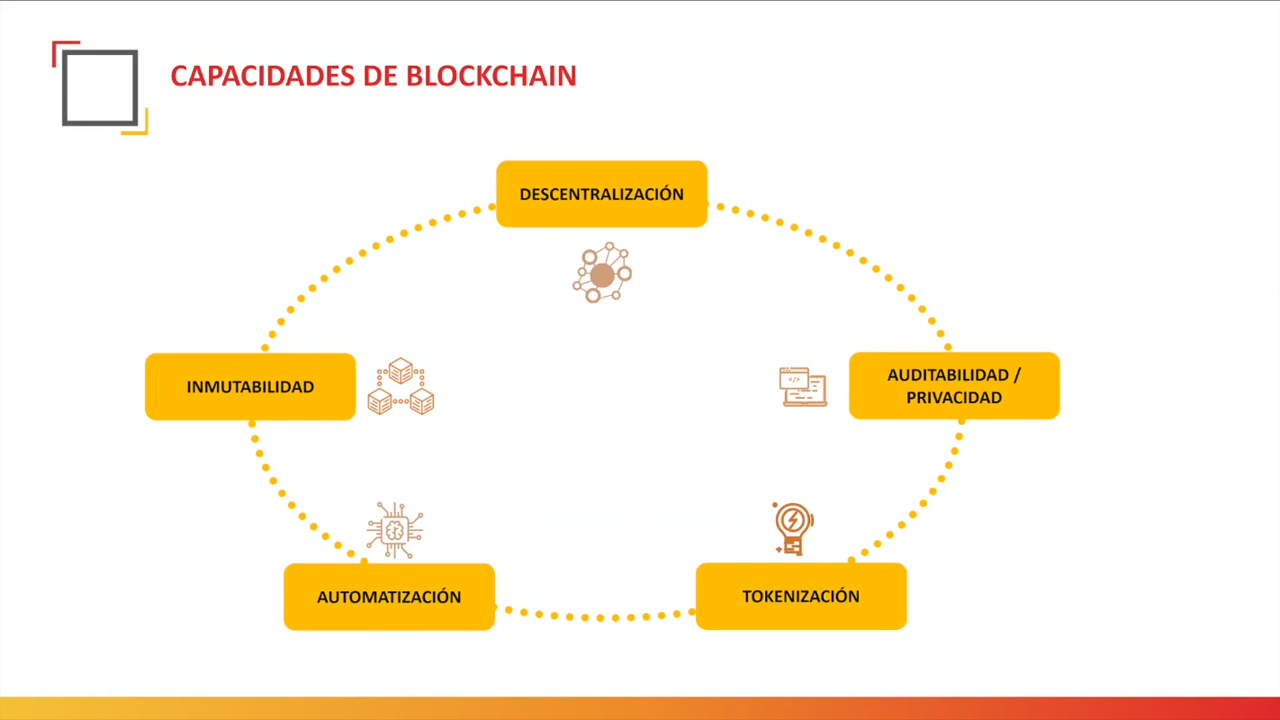 CAPACIDADES DE BLOCKCHAIN
DESCENTRALIZACIÓN
INMUTABILIDAD
AUDITABILIDAD /
PRIVACIDAD
AUTOMATIZACIÓN
TOKENIZACIÓN